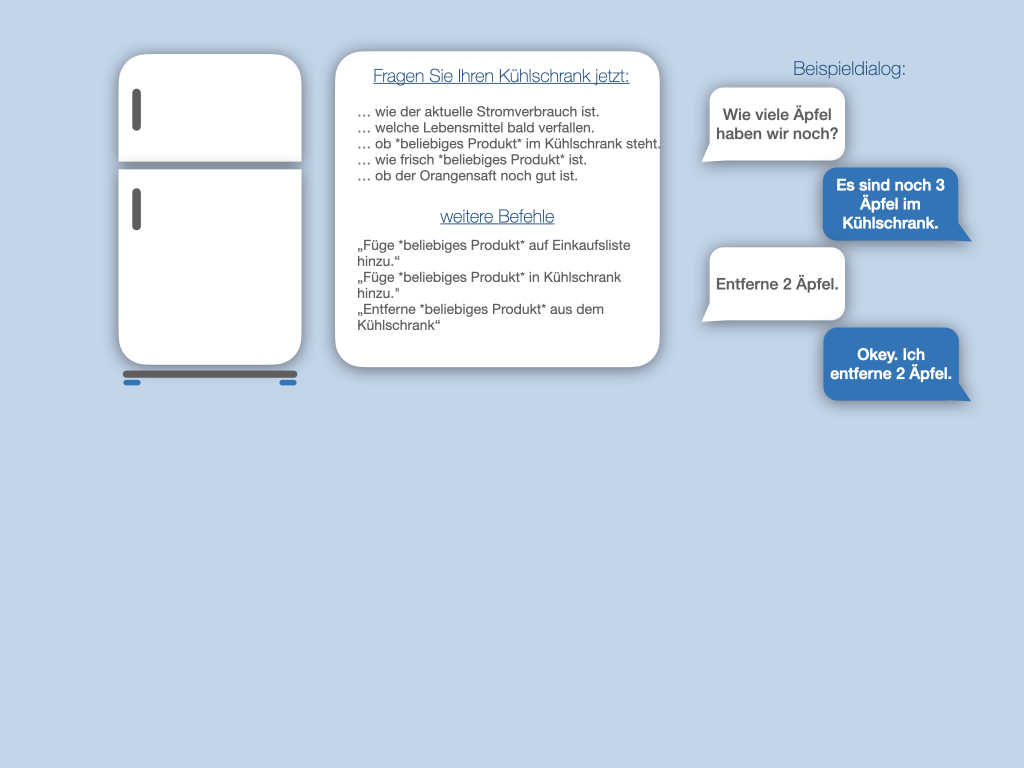 Fragen Sie Ihren Kühlschrank jetzt:
… wie der aktuelle Stromverbrauch ist.
… welche Lebensmittel bald verfallen.
… ob *beliebiges Produkt* im Kühlschrank steht.
… wie frisch *beliebiges Produkt* ist.
… ob der Orangensaft noch gut ist.
weitere Befehle
„Füge *beliebiges Produkt* auf Einkaufsliste
hinzu.“
„Füge *beliebiges Produkt* in Kühlschrank
hinzu."
„Entferne *beliebiges Produkt* aus dem
Kühlschrank“
Beispieldialog:
Wie viele Äpfel
haben wir noch?
Es sind noch 3
Äpfel im
Kühlschrank.
Entferne 2 Äpfel.
Okey. Ich
entferne 2 Äpfel.